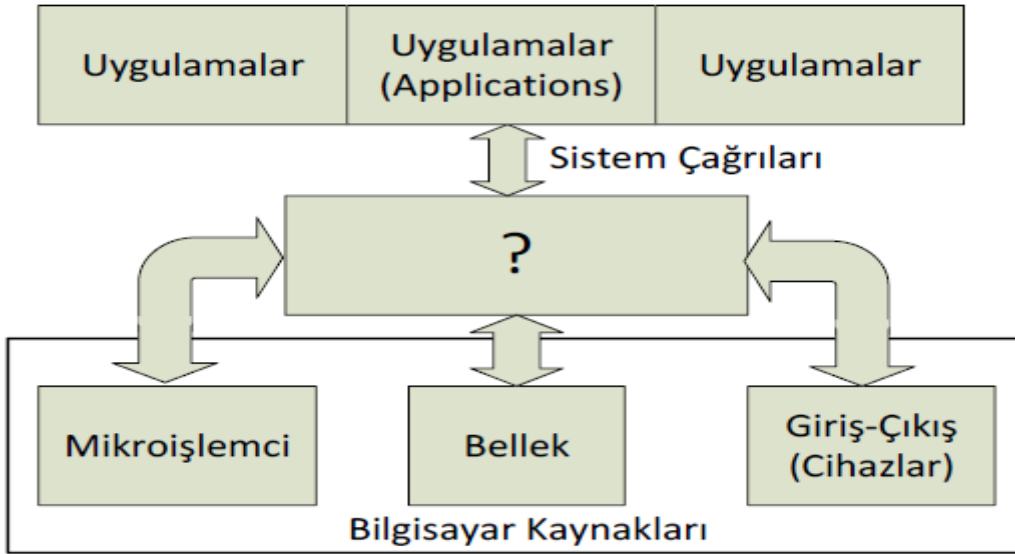 Uygulamalar
Uygulamalar
(Applications)
Uygulamalar
Sistem Çağrıları
?
Mikroişlemci
Bellek
Giriş-Çıkış
(Cihazlar)
Bilgisayar Kaynakları